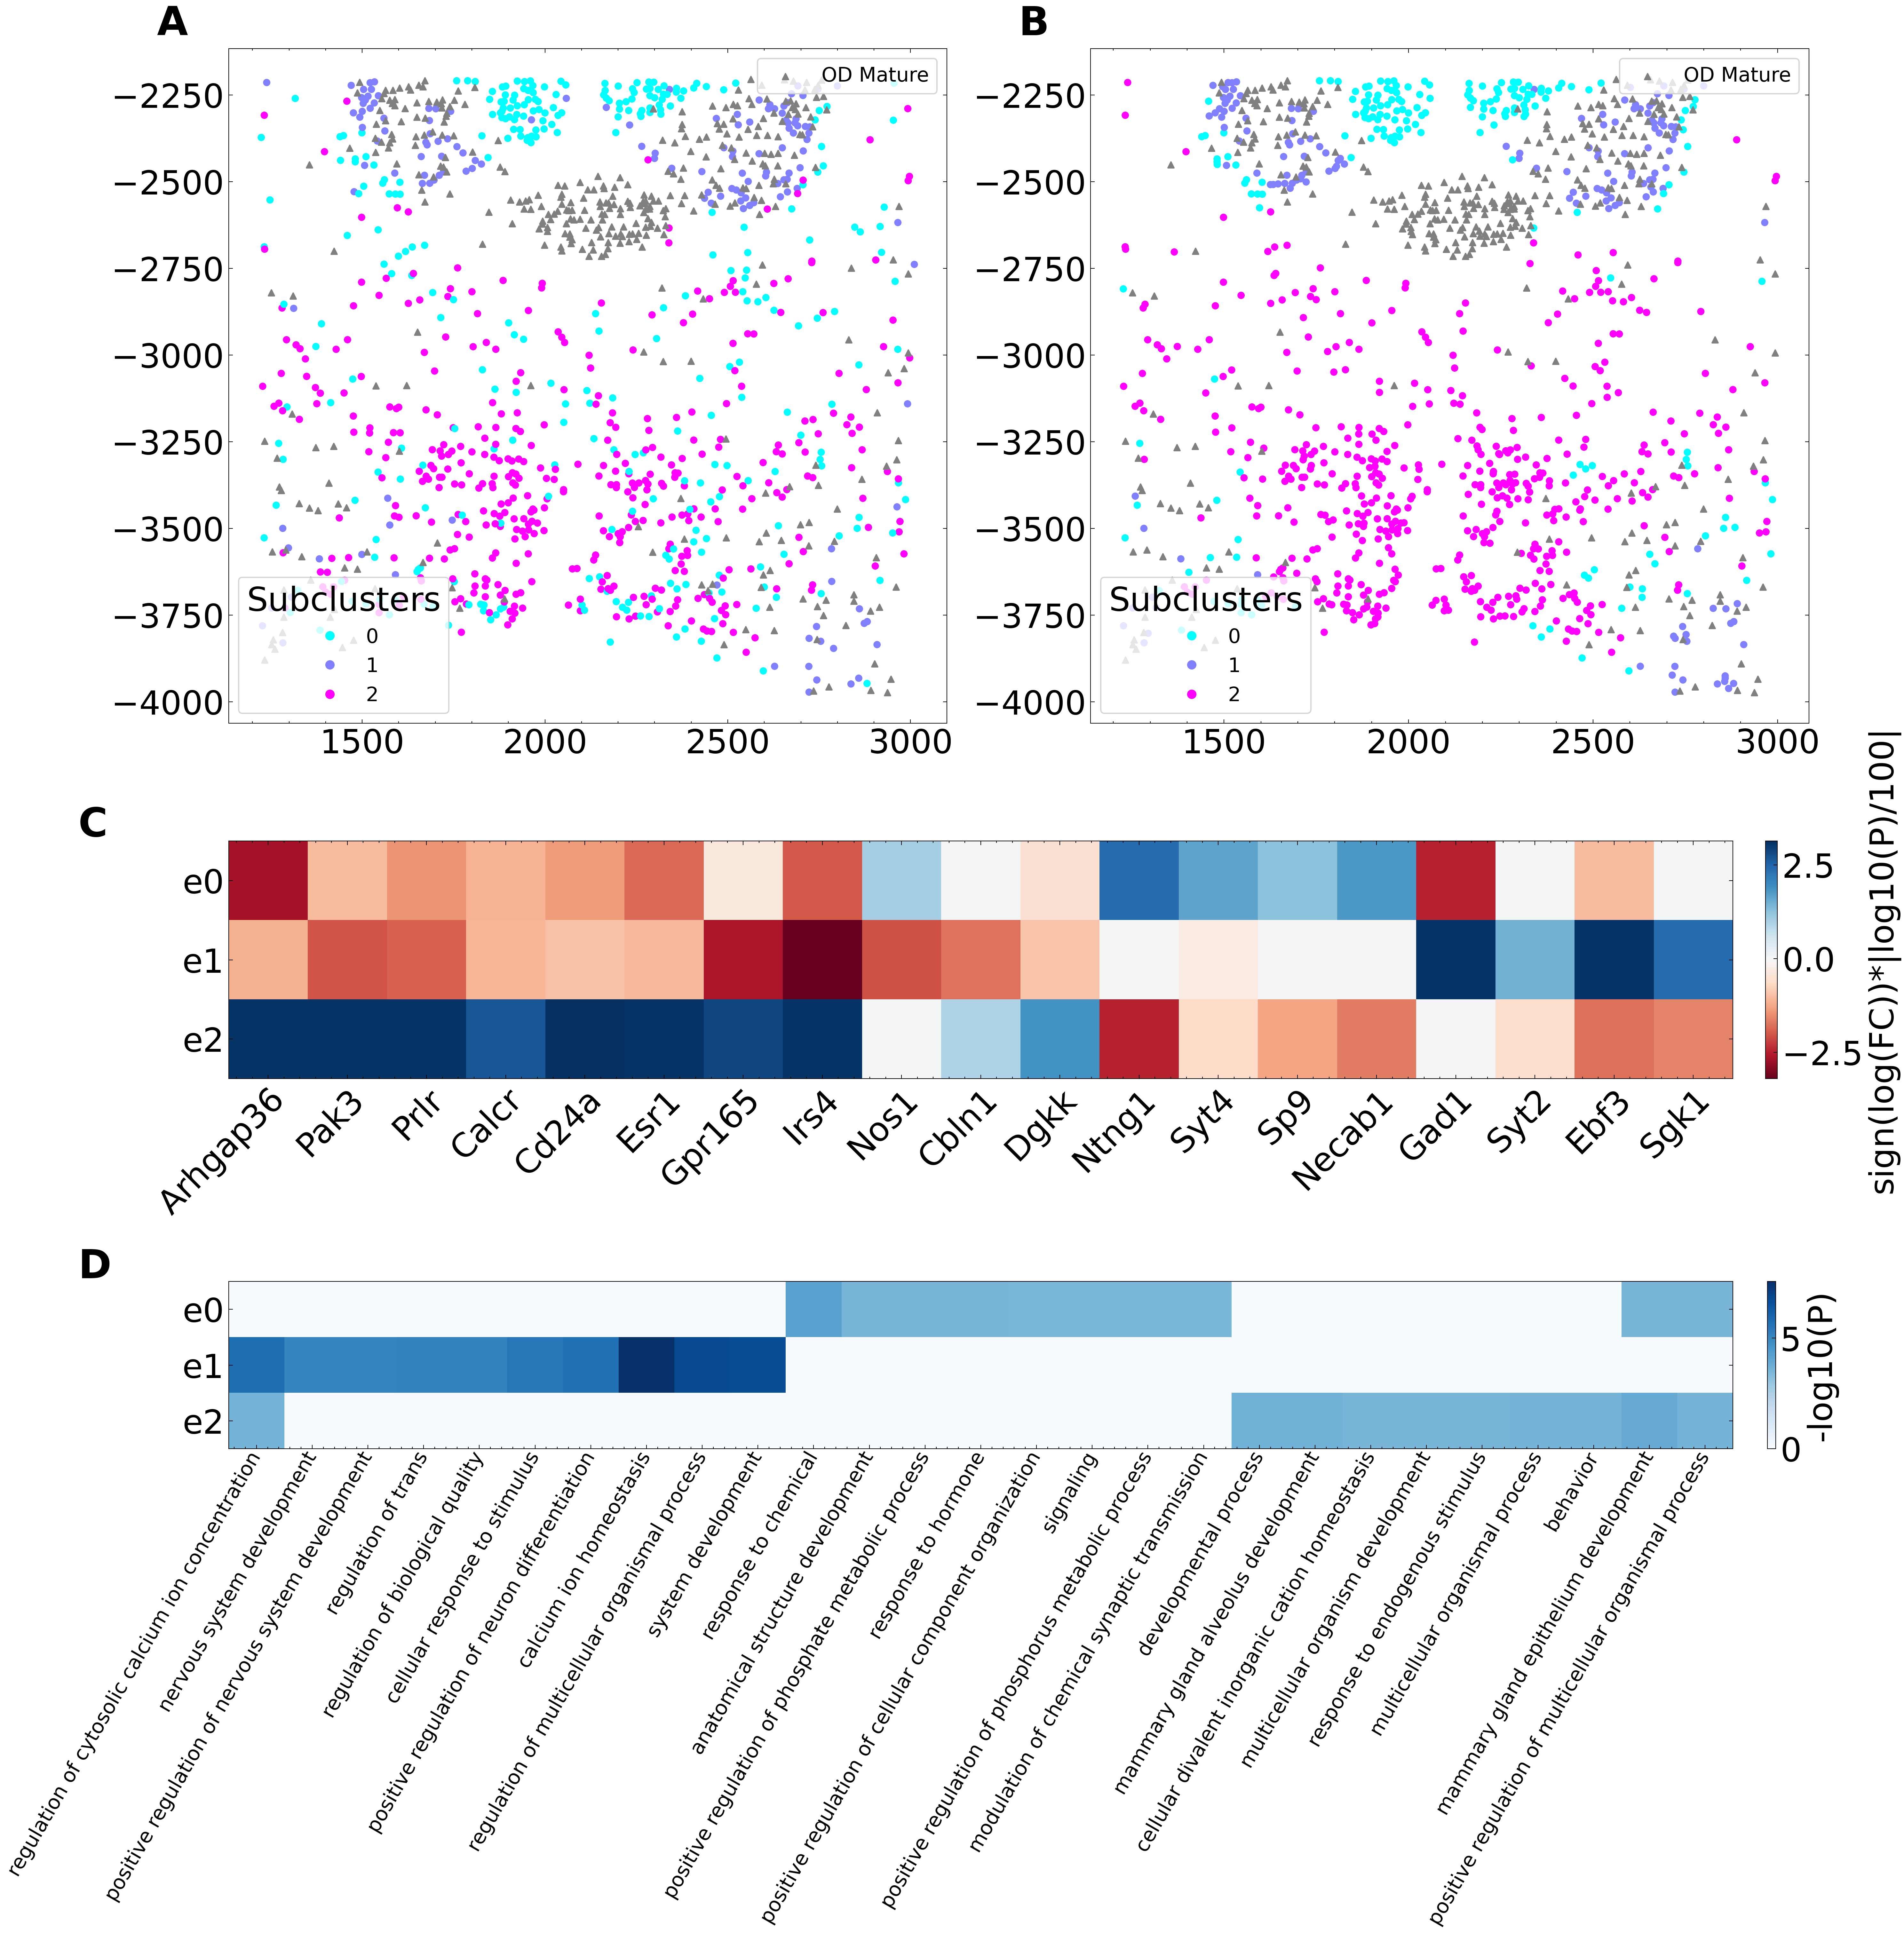 A
B
OD Mature
OD Mature
−2250
−2500
−2750
−3000
−3250
−3500
−3750
−4000
Subclusters
0
1
2
1500
2000
2500
3000
−2250
−2500
−2750
−3000
−3250
−3500
−3750
−4000
Subclusters
0
1
2
1500
2000
2500
3000
C
e0
e1
e2
Arhgap36
Pak3
Prlr
Calcr
Cd24a
Esr1
Gpr165
Irs4
Nos1
Cbln1
Dgkk
Ntng1
Syt4
Sp9
Necab1
Gad1
Syt2
Ebf3
Sgk1
2.5
0.0
−2.5
sign(log(FC))*|log10(P)/100|
D
e0
e1
e2
regulation of cytosolic calcium ion concentration
nervous system development
positive regulation of nervous system development
regulation of trans
regulation of biological quality
cellular response to stimulus
positive regulation of neuron differentiation
calcium ion homeostasis
regulation of multicellular organismal process
system development
response to chemical
anatomical structure development
positive regulation of phosphate metabolic process
response to hormone
positive regulation of cellular component organization
signaling
positive regulation of phosphorus metabolic process
modulation of chemical synaptic transmission
developmental process
mammary gland alveolus development
cellular divalent inorganic cation homeostasis
multicellular organism development
response to endogenous stimulus
multicellular organismal process
behavior
mammary gland epithelium development
positive regulation of multicellular organismal process
5
0
-log10(P)